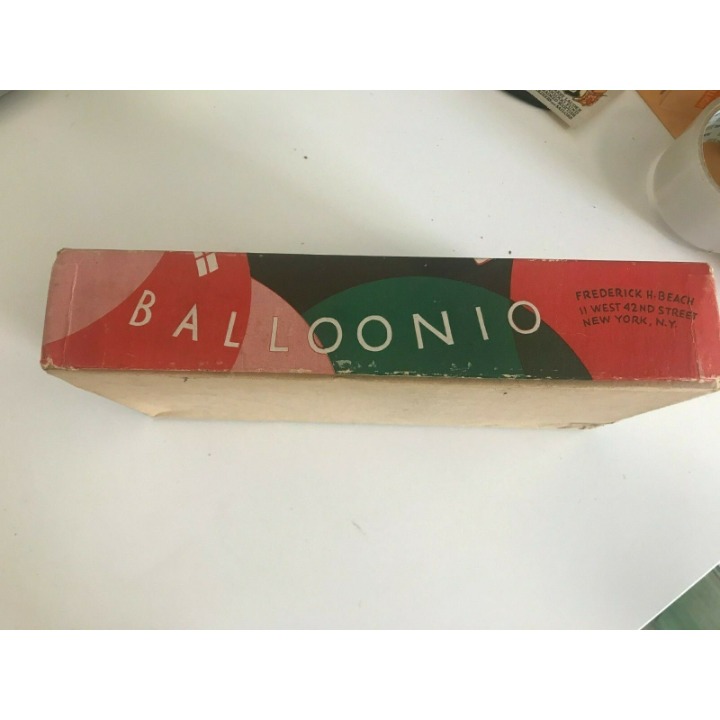 BALLOONIO
FREDERICK H. BEACH
11 WEST 42ND STREET
NEW YORK, N.Y.